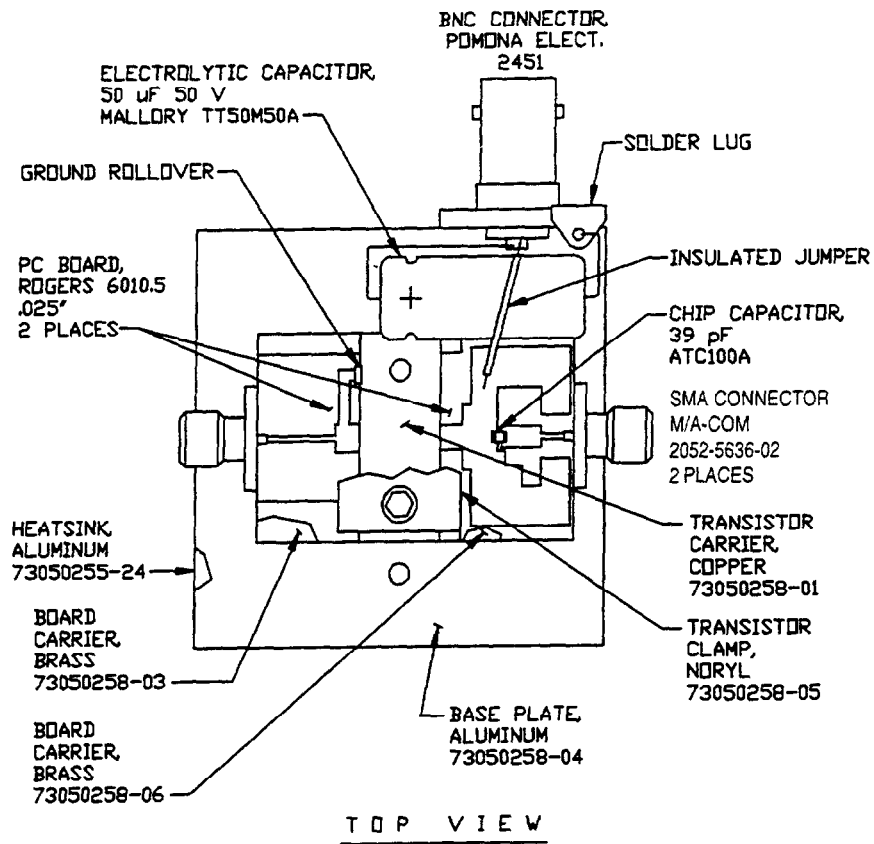 BNC CONNECTOR,
POMONA ELECT.
2451
ELECTROLYTIC CAPACITOR,
50 uF 50 V
MALLORY TT50M50A
SOLDER LUG
GROUND ROLLOVER
PC BOARD,
ROGERS 6010.5
.025"
2 PLACES
INSULATED JUMPER
CHIP CAPACITOR,
39 pF
ATC100A
SMA CONNECTOR
M/A-COM
2052-5636-02
2 PLACES
HEATSINK,
ALUMINUM
73050255-24
TRANSISTOR
CARRIER,
COPPER
73050258-01
BOARD
CARRIER,
BRASS
73050258-03
TRANSISTOR
CLAMP,
NORYL
73050258-05
BASE PLATE,
ALUMINUM
73050258-04
BOARD
CARRIER,
BRASS
73050258-06
TOP VIEW